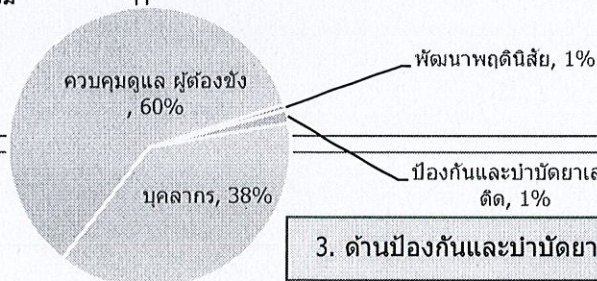 ควบคุมดูแล ผู้ต้องขัง
, 60%
พัฒนาพฤตินิสัย, 1%
ป้องกันและบำบัดยาเส
ติด, 1%
บุคลากร, 38%
3. ด้านป้องกันและบำบัดยา